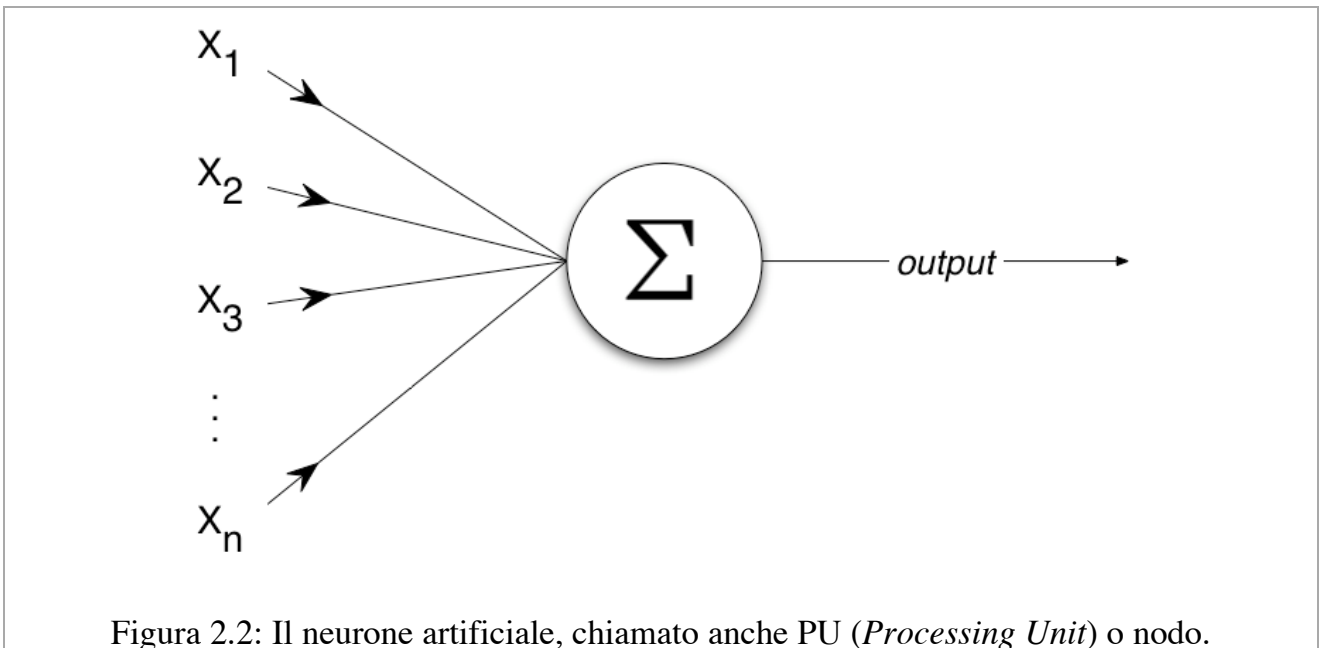 X1
X2
X3
⋮
Xn
Σ
output
Figura 2.2: Il neurone artificiale, chiamato anche PU (Processing Unit) o nodo.